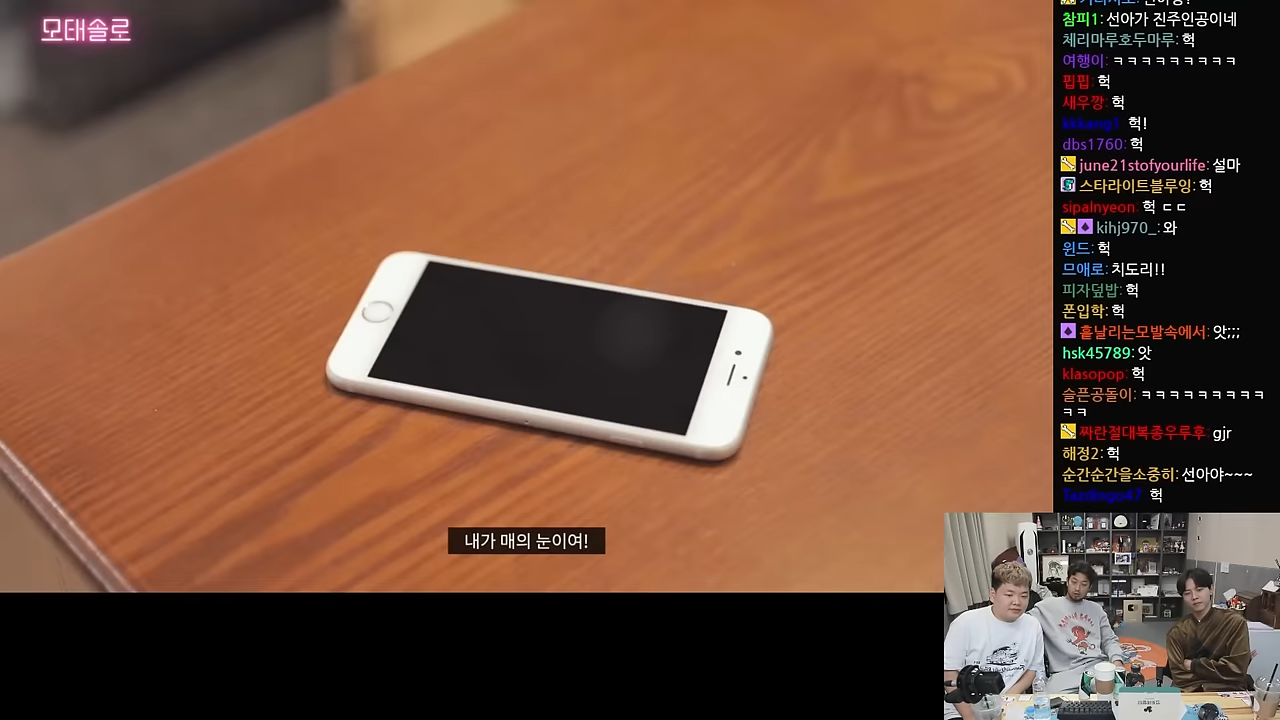 모태솔로
참피1: 선아가 진주인공이네
체리마루호두마루: 헉
여행이: ㅋㅋㅋㅋㅋㅋㅋㅋㅋ
핍핍: 헉
새우깡: 헉
kkkang1: 헉!
dbs1760: 헉
june21stofyourlife: 설마
스타라이트블루잉: 헉
sipalnyeon: 헉 ㄷㄷ
kihj970_: 와
윈드: 헉
므애로: 치도리!!
피자덮밥: 헉
폰입학: 헉
흩날리는모발속에서: 앗;;;
hsk45789: 앗
klasopop: 헉
슬픈공돌이: ㅋㅋㅋㅋㅋㅋㅋㅋㅋ
ㅋㅋ
짜란절대복종우루후: gjr
해정2: 헉
순간순간을소중히: 선아야~~~
헉
내가 매의 눈이여!